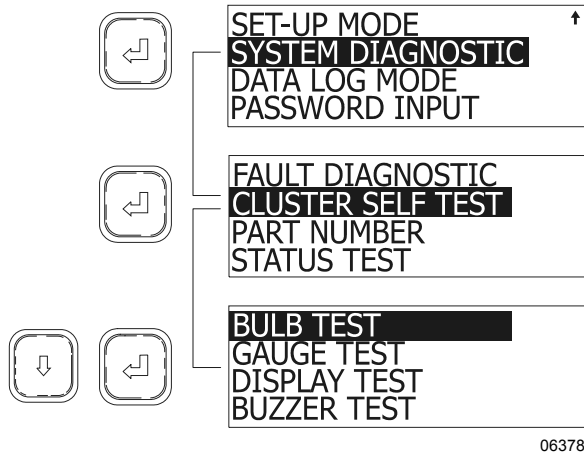 SET-UP MODE
SYSTEM DIAGNOSTIC
DATA LOG MODE
PASSWORD INPUT
FAULT DIAGNOSTIC
CLUSTER SELF TEST
PART NUMBER
STATUS TEST
BULB TEST
GAUGE TEST
DISPLAY TEST
BUZZER TEST
06378